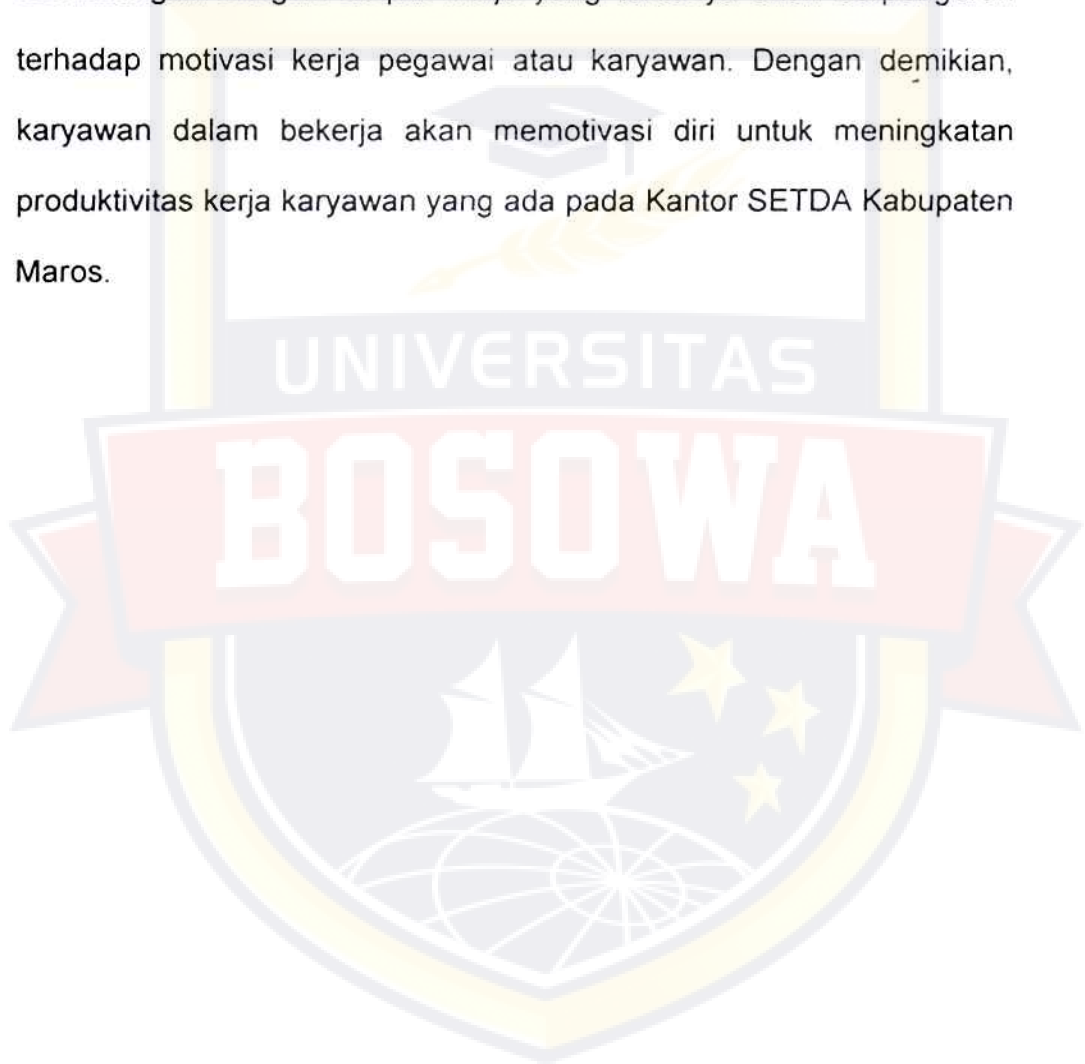 terhadap motivasi kerja pegawai atau karyawan. Dengan demikian,
karyawan dalam bekerja akan memotivasi diri untuk meningkatan
produktivitas kerja karyawan yang ada pada Kantor SETDA Kabupaten
Maros.
UNIVERSITAS
BOSOWA